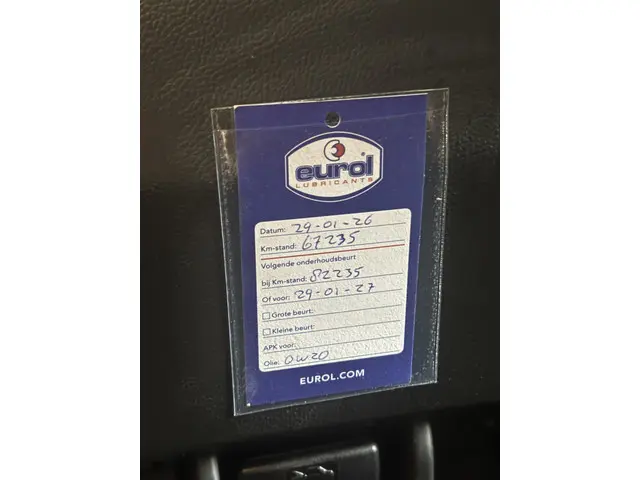 eurol
LUBRICANTS
Datum: 29-01-26
Km-stand: 67235
Volgende onderhoudsbeurt
bij Km-stand: 82235
Of voor: 29-01-27
Grote beurt:
Kleine beurt:
APK voor:
Olie: 0W20
EUROL.COM